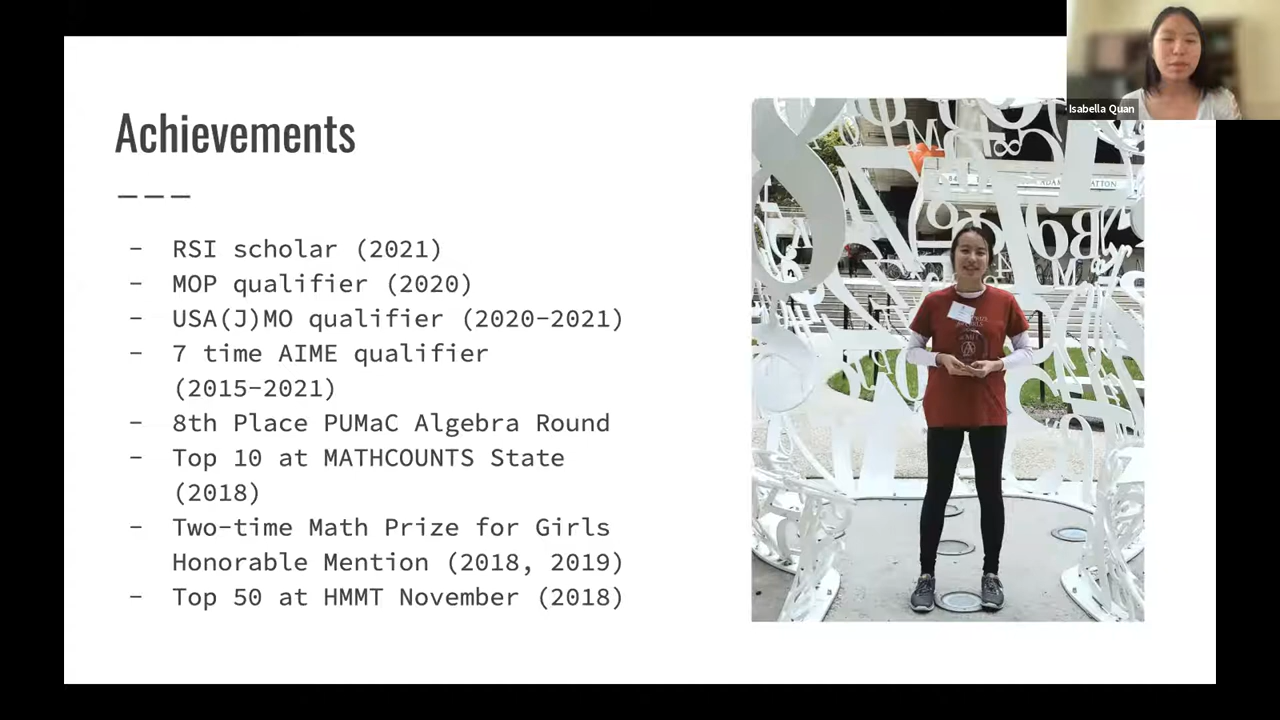 Isabella Quan
Achievements
- RSI scholar (2021)
- MOP qualifier (2020)
- USA(J)MO qualifier (2020-2021)
- 7 time AIME qualifier
(2015-2021)
- 8th Place PUMaC Algebra Round
- Top 10 at MATHCOUNTS State
(2018)
- Two-time Math Prize for Girls
Honorable Mention (2018, 2019)
- Top 50 at HMMT November (2018)